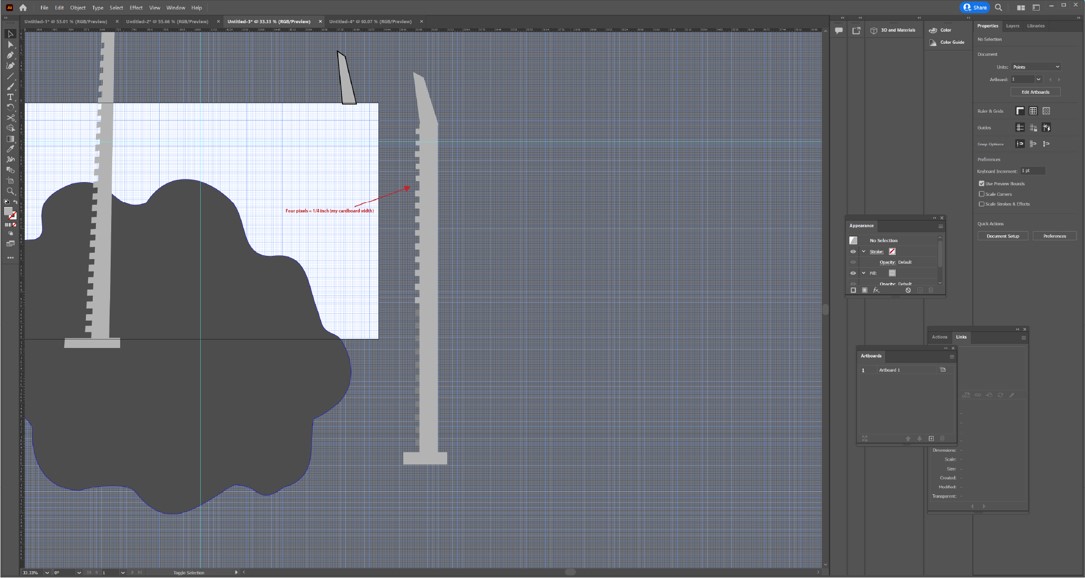 File Edit Object Type Select Effect View Window Help
Share
Untitled-1* @ 53.01 % (RGB/Preview) ×
Untitled-2* @ 55.66 % (RGB/Preview) ×
Untitled-3* @ 33.33 % (RGB/Preview) ×
Untitled-4* @ 80.07 % (RGB/Preview) ×
3D and Materials
Color
Color Guide
Properties Layers Libraries
No Selection
Document
Units: Points
Artboard: 1
Edit Artboards
Ruler & Grids
Guides
Snap Options
Preferences
Keyboard Increment: 1 pt
Use Preview Bounds
Scale Corners
Scale Strokes & Effects
Quick Actions
Document Setup
Preferences
Four pixels = 1/8 inch (my cardboard width)
Appearance
No Selection
Stroke:
Opacity: Default
Fill:
Opacity: Default
Actions Links
Artboards
1 Artboard 1
Dimensions:
Scale:
Size:
Created:
Modified:
Transparent:
0°
1
Toggle Selection